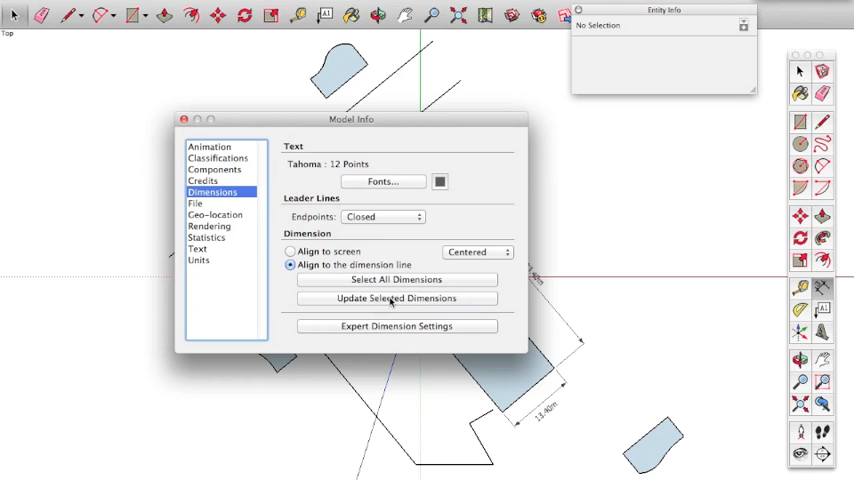 Top
Entity Info
No Selection
Model Info
Animation
Classifications
Components
Credits
Dimensions
File
Geo-location
Rendering
Statistics
Text
Units
Text
Tahoma : 12 Points
Fonts...
Leader Lines
Endpoints: Closed
Dimension
Align to screen
Centered
Align to the dimension line
Select All Dimensions
Update Selected Dimensions
Expert Dimension Settings
13.40m